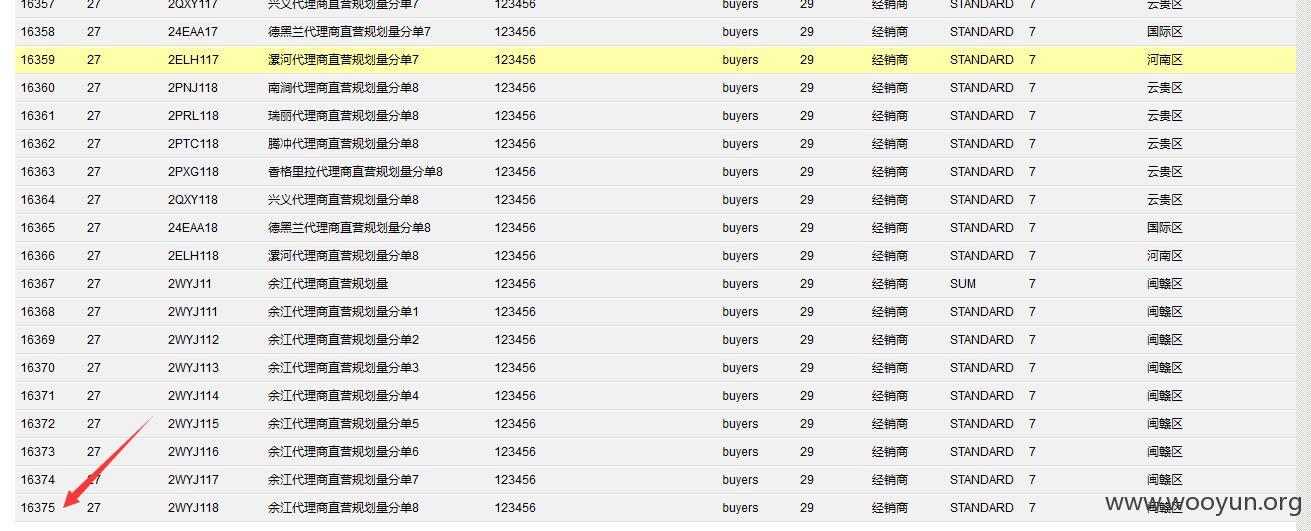 16357 27 2QXY117 兴义代理商直营规划量分单7 123456 buyers 29 经销商 STANDARD 7 云贵区
16358 27 24EAA17 德黑兰代理商直营规划量分单7 123456 buyers 29 经销商 STANDARD 7 国际区
16359 27 2ELH117 漯河代理商直营规划量分单7 123456 buyers 29 经销商 STANDARD 7 河南区
16360 27 2PNJ118 南涧代理商直营规划量分单8 123456 buyers 29 经销商 STANDARD 7 云贵区
16361 27 2PRL118 瑞丽代理商直营规划量分单8 123456 buyers 29 经销商 STANDARD 7 云贵区
16362 27 2PTC118 腾冲代理商直营规划量分单8 123456 buyers 29 经销商 STANDARD 7 云贵区
16363 27 2PXG118 香格里拉代理商直营规划量分单8 123456 buyers 29 经销商 STANDARD 7 云贵区
16364 27 2QXY118 兴义代理商直营规划量分单8 123456 buyers 29 经销商 STANDARD 7 云贵区
16365 27 24EAA18 德黑兰代理商直营规划量分单8 123456 buyers 29 经销商 STANDARD 7 国际区
16366 27 2ELH118 漯河代理商直营规划量分单8 123456 buyers 29 经销商 STANDARD 7 河南区
16367 27 2WYJ11 余江代理商直营规划量 123456 buyers 29 经销商 SUM 7 闽赣区
16368 27 2WYJ111 余江代理商直营规划量分单1 123456 buyers 29 经销商 STANDARD 7 闽赣区
16369 27 2WYJ112 余江代理商直营规划量分单2 123456 buyers 29 经销商 STANDARD 7 闽赣区
16370 27 2WYJ113 余江代理商直营规划量分单3 123456 buyers 29 经销商 STANDARD 7 闽赣区
16371 27 2WYJ114 余江代理商直营规划量分单4 123456 buyers 29 经销商 STANDARD 7 闽赣区
16372 27 2WYJ115 余江代理商直营规划量分单5 123456 buyers 29 经销商 STANDARD 7 闽赣区
16373 27 2WYJ116 余江代理商直营规划量分单6 123456 buyers 29 经销商 STANDARD 7 闽赣区
16374 27 2WYJ117 余江代理商直营规划量分单7 123456 buyers 29 经销商 STANDARD 7 闽赣区
16375 27 2WYJ118 余江代理商直营规划量分单8 123456 buyers 29 经销商 STANDARD 7 闽赣区
www.wooyun.org